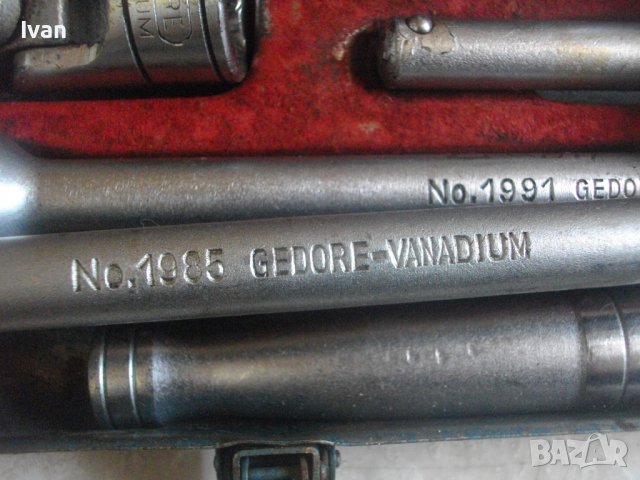 Ivan
No.1991 GEDO
No.1985 GEDORE-VANADIUM
BAZAR